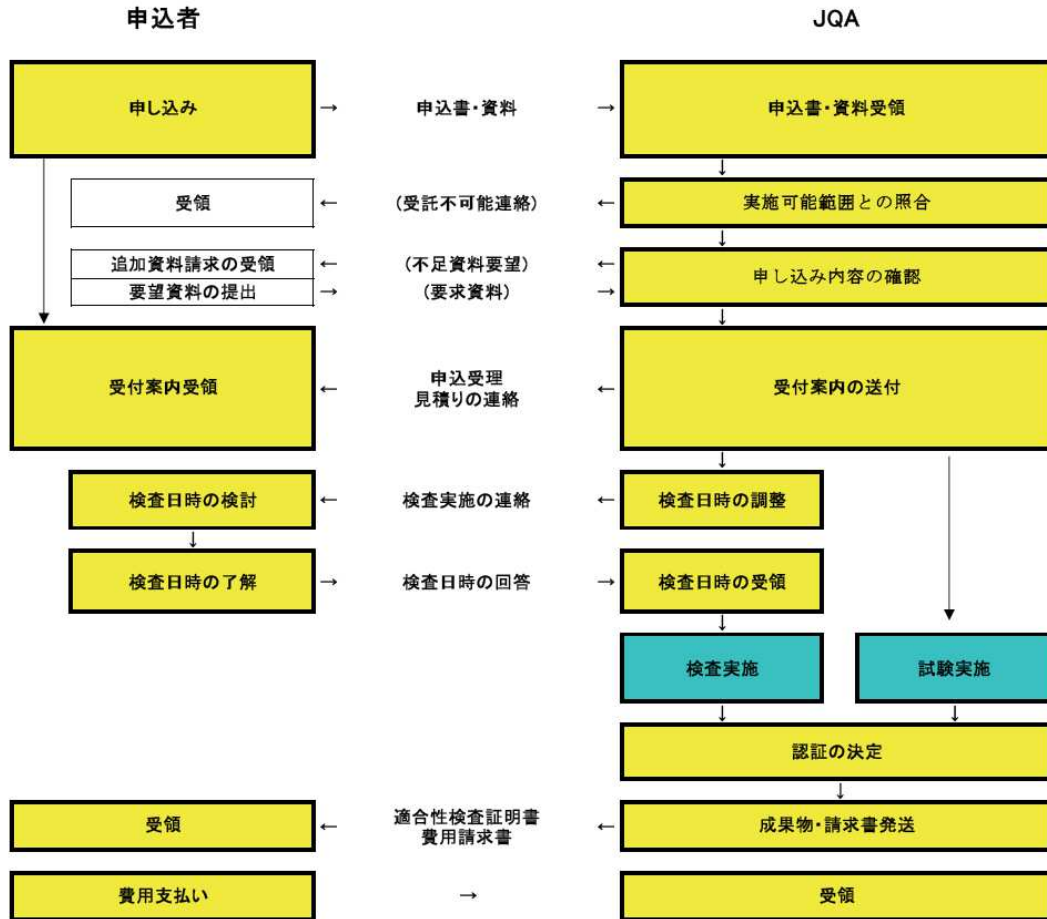 申込者
JQA
申し込み
→
申込書・資料
→
申込書・資料受領
↓
受領
←
(受託不可能連絡)
←
実施可能範囲との照合
↓
追加資料請求の受領
←
(不足資料要望)
←
申し込み内容の確認
要望資料の提出
→
(要求資料)
→
↓
受付案内受領
←
申込受理
見積りの連絡
←
受付案内の送付
↓
検査日時の検討
←
検査実施の連絡
←
検査日時の調整
↓
検査日時の了解
→
検査日時の回答
→
検査日時の受領
↓
検査実施
試験実施
↓
↓
認証の決定
↓
受領
←
適合性検査証明書
費用請求書
←
成果物・請求書発送
費用支払い
→
受領